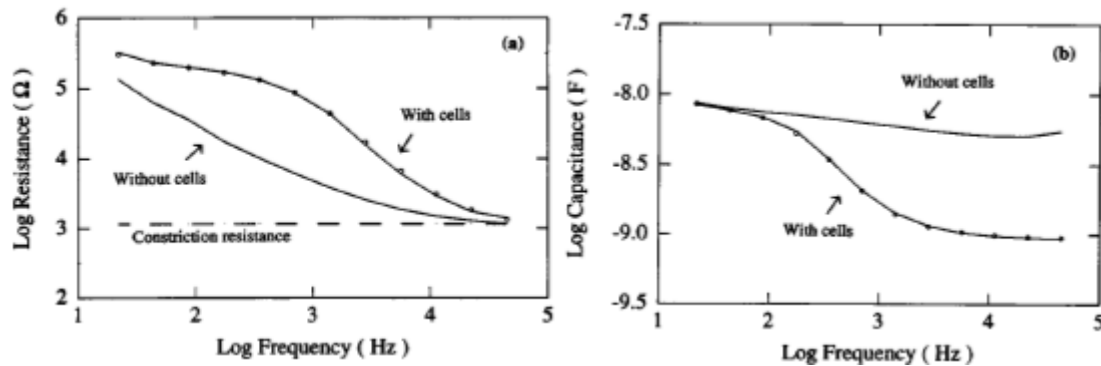 (a)
Log Resistance ( Ω )
6
5
4
3
2
With cells
Without cells
Constriction resistance
1 2 3 4 5
Log Frequency ( Hz )
(b)
Log Capacitance ( F )
-7.5
-8.0
-8.5
-9.0
-9.5
Without cells
With cells
1 2 3 4 5
Log Frequency ( Hz )